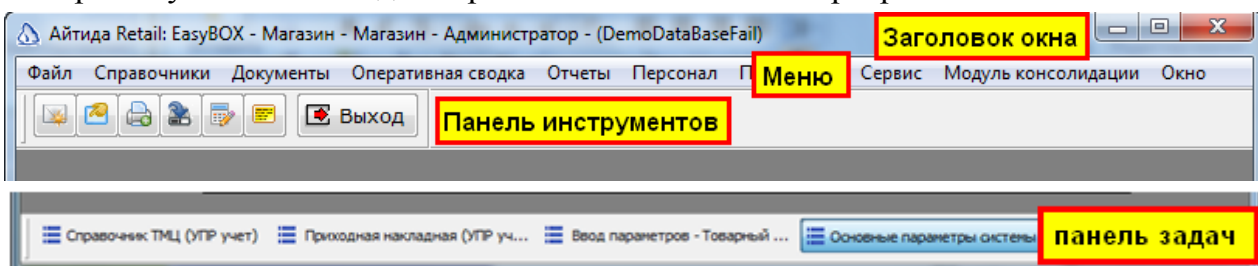 Айтида Retail: EasyBOX - Магазин - Магазин - Администратор - (DemoDataBaseFail) Заголовок окна
Файл Справочники Документы Оперативная сводка Отчеты Персонал Меню Сервис Модуль консолидации Окно
Выход Панель инструментов
Справочник ТМЦ (УПР учет) Приходная накладная (УПР уч... Ввод параметров - Товарный ... Основные параметры системы панель задач